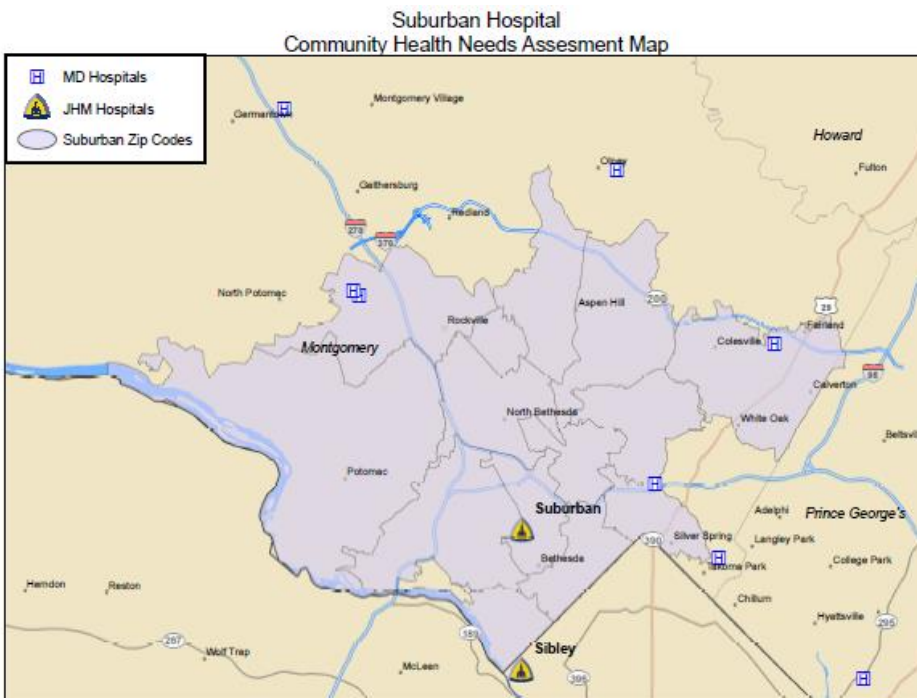 Suburban Hospital
Community Health Needs Assesment Map
MD Hospitals
JHM Hospitals
Suburban Zip Codes
Germantown
Montgomery Village
Howard
Olney
Fulton
Gaithersburg
Redland
270
370
North Potomac
Aspen Hill
200
29
Rockville
Fairland
Colesville
Montgomery
95
Calverton
North Bethesda
White Oak
Beltsvi
Potomac
Suburban
Adelphi
Prince George's
390
Silver Spring
Langley Park
Bethesda
Takoma Park
College Park
Herndon
Reston
Chillum
Hyattsville
295
189
267
Wolf Trap
Sibley
McLean
396